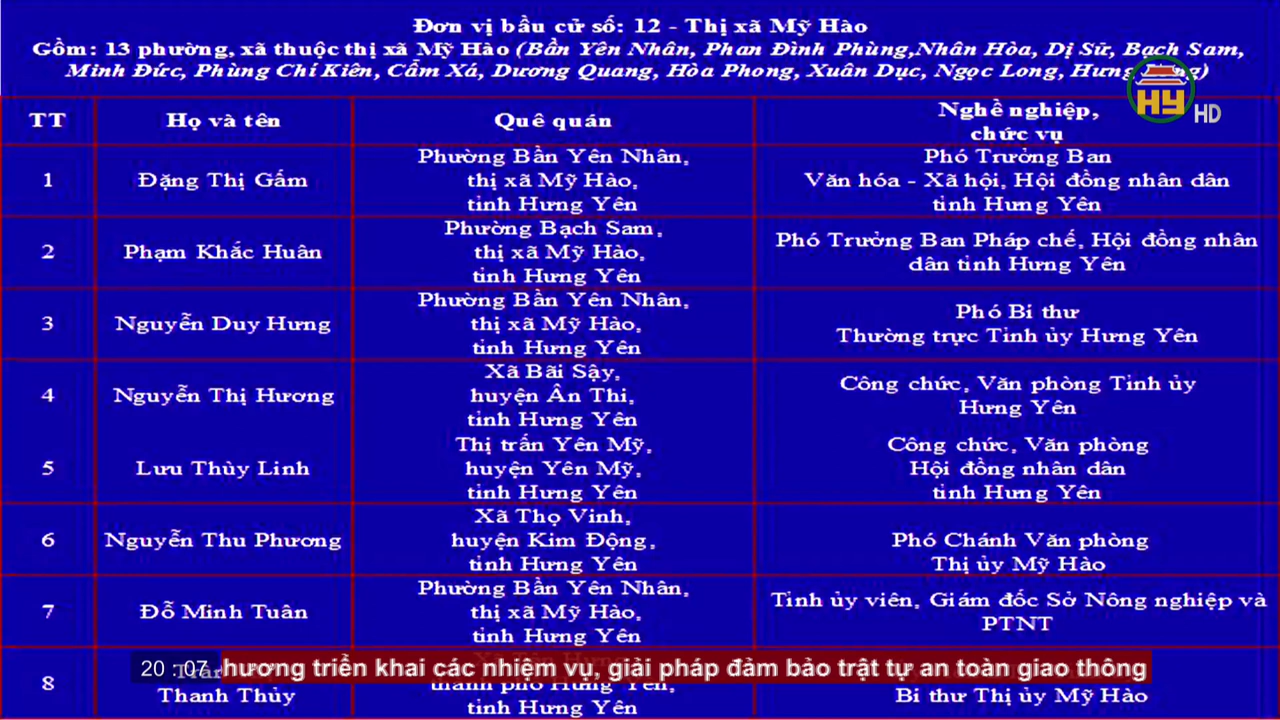 Đơn vị bầu cử số: 12 - Thị xã Mỹ Hào
Gồm: 13 phường, xã thuộc thị xã Mỹ Hào (Bần Yên Nhân, Phan Đình Phùng,Nhân Hòa, Dị Sử, Bạch Sam,
Minh Đức, Phùng Chí Kiên, Cẩm Xá, Dương Quang, Hòa Phong, Xuân Dục, Ngọc Long, Hưng
HY HD
TT Họ và tên Quê quán Nghề nghiệp,
chức vụ
1 Đặng Thị Gấm Phường Bần Yên Nhân,
thị xã Mỹ Hào,
tỉnh Hưng Yên
Phó Trưởng Ban
Văn hóa - Xã hội, Hội đồng nhân dân
tỉnh Hưng Yên
2 Phạm Khắc Huân Phường Bạch Sam,
thị xã Mỹ Hào,
tỉnh Hưng Yên
Phó Trưởng Ban Pháp chế, Hội đồng nhân
dân tỉnh Hưng Yên
3 Nguyễn Duy Hưng Phường Bần Yên Nhân,
thị xã Mỹ Hào,
tỉnh Hưng Yên
Phó Bí thư
Thường trực Tỉnh ủy Hưng Yên
4 Nguyễn Thị Hương Xã Bãi Sậy,
huyện Ân Thi,
tỉnh Hưng Yên
Công chức, Văn phòng Tỉnh ủy
Hưng Yên
5 Lưu Thùy Linh Thị trấn Yên Mỹ,
huyện Yên Mỹ,
tỉnh Hưng Yên
Công chức, Văn phòng
Hội đồng nhân dân
tỉnh Hưng Yên
6 Nguyễn Thu Phương Xã Thọ Vinh,
huyện Kim Động,
tỉnh Hưng Yên
Phó Chánh Văn phòng
Thị ủy Mỹ Hào
7 Đỗ Minh Tuân Phường Bần Yên Nhân,
thị xã Mỹ Hào,
tỉnh Hưng Yên
Tỉnh ủy viên, Giám đốc Sở Nông nghiệp và
PTNT
8 Thanh Thủy
thành phố Hưng Yên,
tỉnh Hưng Yên
Bí thư Thị ủy Mỹ Hào
20 : 07 hương triển khai các nhiệm vụ, giải pháp đảm bảo trật tự an toàn giao thông